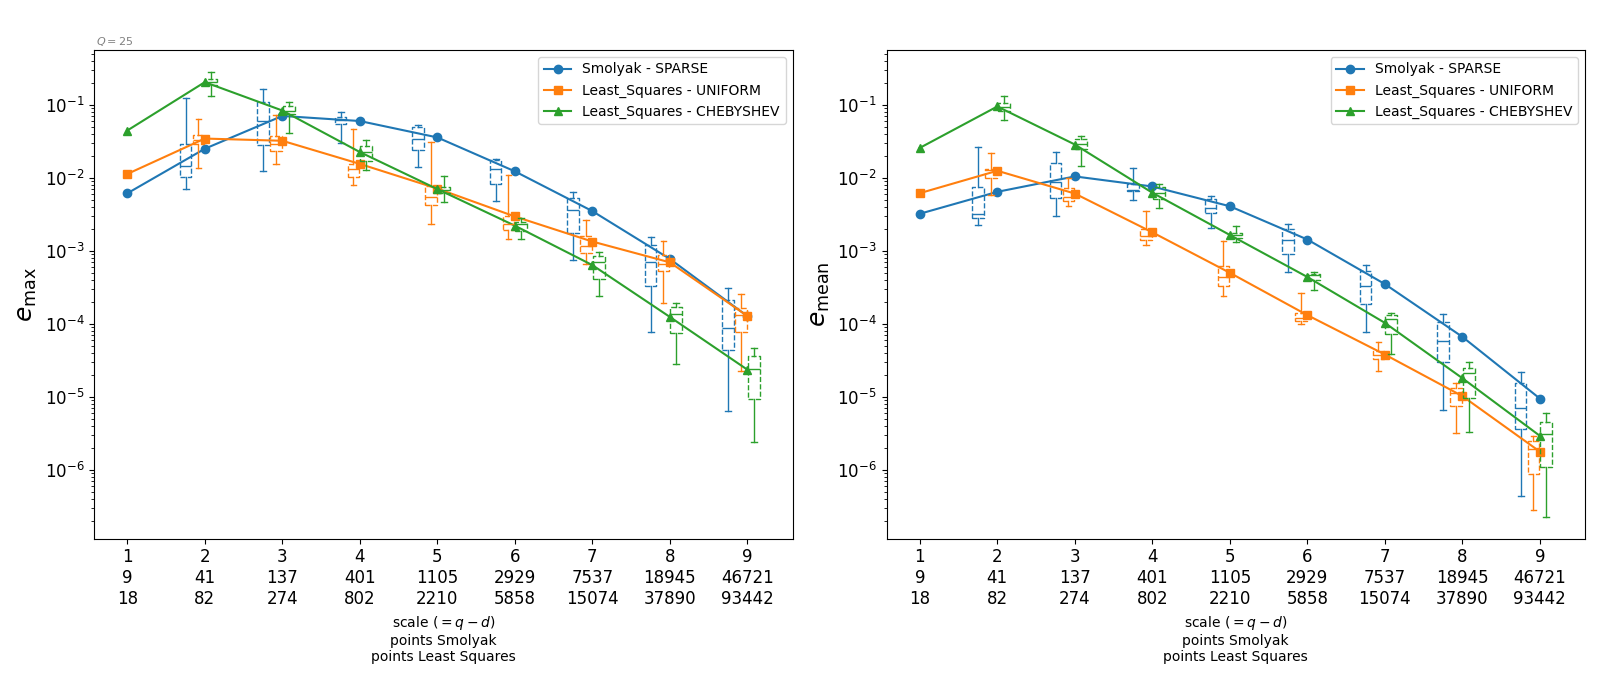 Q = 25
Smolyak - SPARSE
Least_Squares - UNIFORM
Least_Squares - CHEBYSHEV
10⁻¹
10⁻²
10⁻³
10⁻⁴
10⁻⁵
10⁻⁶
e_max
1 2 3 4 5 6 7 8 9
9 41 137 401 1105 2929 7537 18945 46721
18 82 274 802 2210 5858 15074 37890 93442
scale (= q − d)
points Smolyak
points Least Squares
Smolyak - SPARSE
Least_Squares - UNIFORM
Least_Squares - CHEBYSHEV
10⁻¹
10⁻²
10⁻³
10⁻⁴
10⁻⁵
10⁻⁶
e_mean
1 2 3 4 5 6 7 8 9
9 41 137 401 1105 2929 7537 18945 46721
18 82 274 802 2210 5858 15074 37890 93442
scale (= q − d)
points Smolyak
points Least Squares